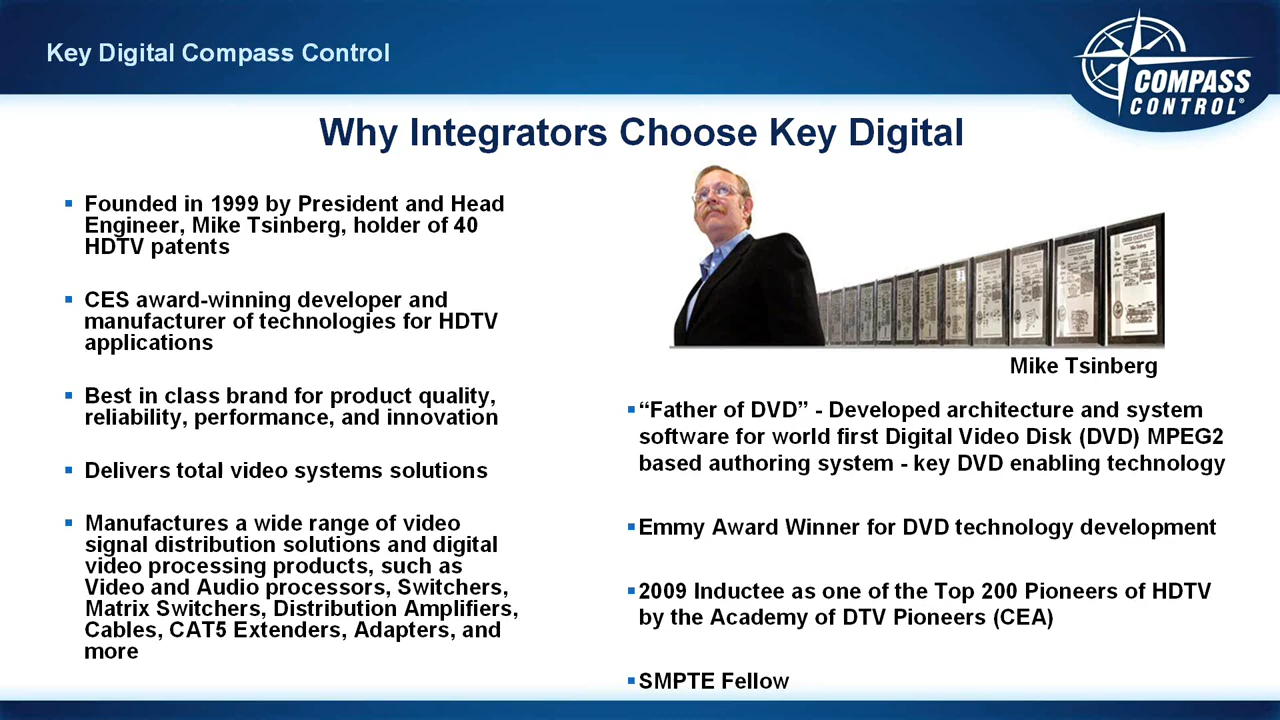 Key Digital Compass Control
COMPASS
CONTROL®
Why Integrators Choose Key Digital
▪ Founded in 1999 by President and Head
Engineer, Mike Tsinberg, holder of 40
HDTV patents
▪ CES award-winning developer and
manufacturer of technologies for HDTV
applications
▪ Best in class brand for product quality,
reliability, performance, and innovation
▪ Delivers total video systems solutions
▪ Manufactures a wide range of video
signal distribution solutions and digital
video processing products, such as
Video and Audio processors, Switchers,
Matrix Switchers, Distribution Amplifiers,
Cables, CAT5 Extenders, Adapters, and
more
Mike Tsinberg
▪ “Father of DVD” - Developed architecture and system
software for world first Digital Video Disk (DVD) MPEG2
based authoring system - key DVD enabling technology
▪ Emmy Award Winner for DVD technology development
▪ 2009 Inductee as one of the Top 200 Pioneers of HDTV
by the Academy of DTV Pioneers (CEA)
▪ SMPTE Fellow